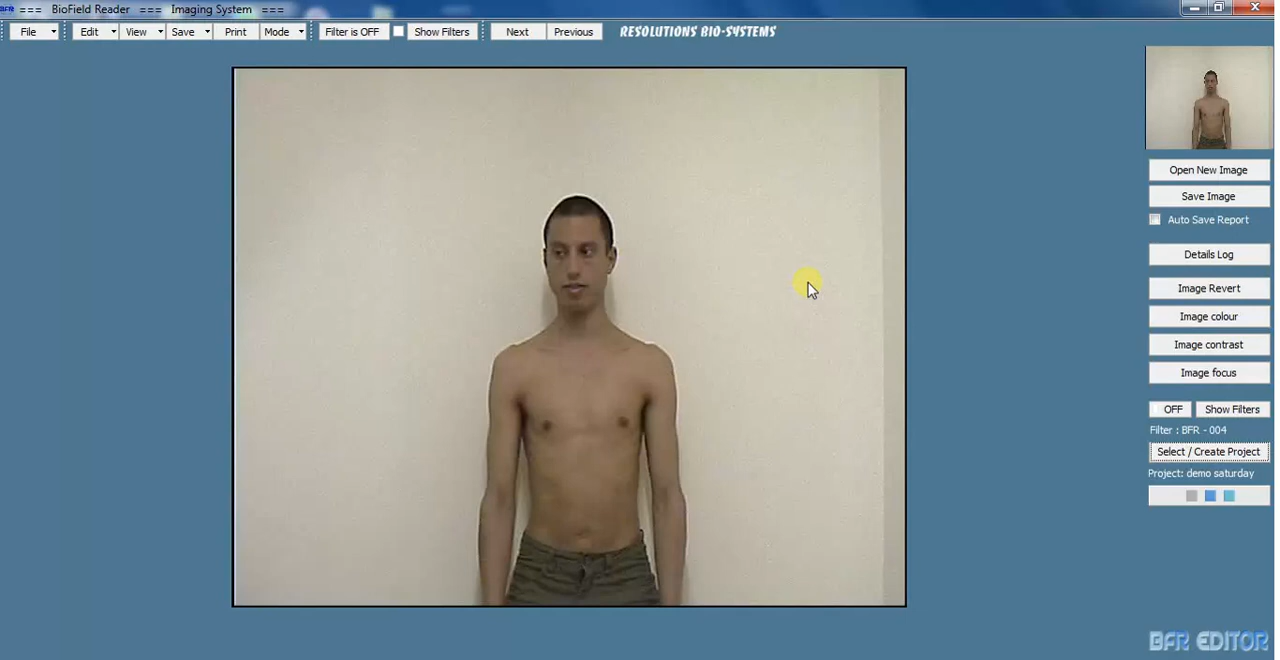 BFR === BioField Reader === Imaging System ===
File Edit View Save Print Mode Filter is OFF Show Filters Next Previous RESOLUTIONS BIO-SYSTEMS
Open New Image
Save Image
Auto Save Report
Details Log
Image Revert
Image colour
Image contrast
Image focus
OFF Show Filters
Filter : BFR - 004
Select / Create Project
Project: demo saturday
BFR EDITOR